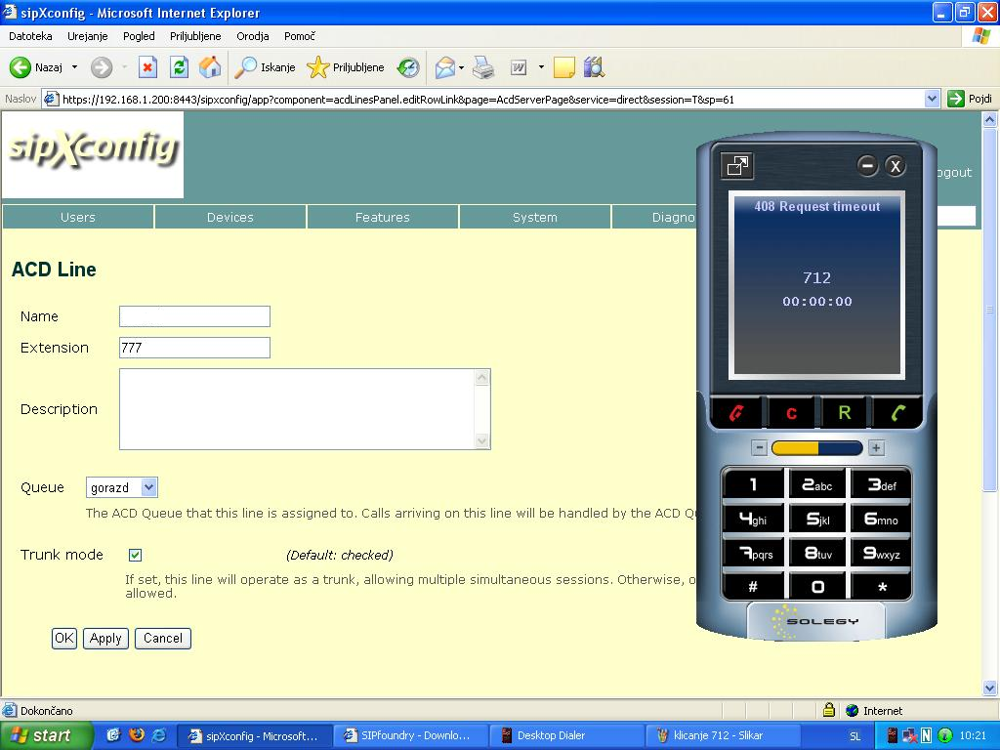 sipXconfig - Microsoft Internet Explorer
Datoteka Urejanje Pogled Priljubljene Orodja Pomoč
Nazaj Iskanje Priljubljene
Naslov https://192.168.1.200:8443/sipxconfig/app?component=acdLinesPanel.editRowLink&page=AcdServerPage&service=direct&session=T&sp=61 Pojdi
sipXconfig
ogout
Users Devices Features System Diagno
ACD Line
Name
Extension 777
Description
Queue gorazd
The ACD Queue that this line is assigned to. Calls arriving on this line will be handled by the ACD Q
Trunk mode (Default: checked)
If set, this line will operate as a trunk, allowing multiple simultaneous sessions. Otherwise, o
allowed.
OK Apply Cancel
X
408 Request timeout
712
00:00:00
C R
- +
1 2abc 3def
4ghi 5jkl 6mno
7pqrs 8tuv 9wxyz
# 0 *
SOLEGY
Dokončano Internet
start sipXconfig - Microsoft... SIPfoundry - Downlo... Desktop Dialer klicanje 712 - Slikar SL N 10:21